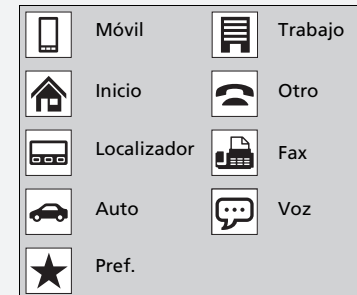 Móvil
Trabajo
Inicio
Otro
Localizador
Fax
Auto
Voz
Pref.